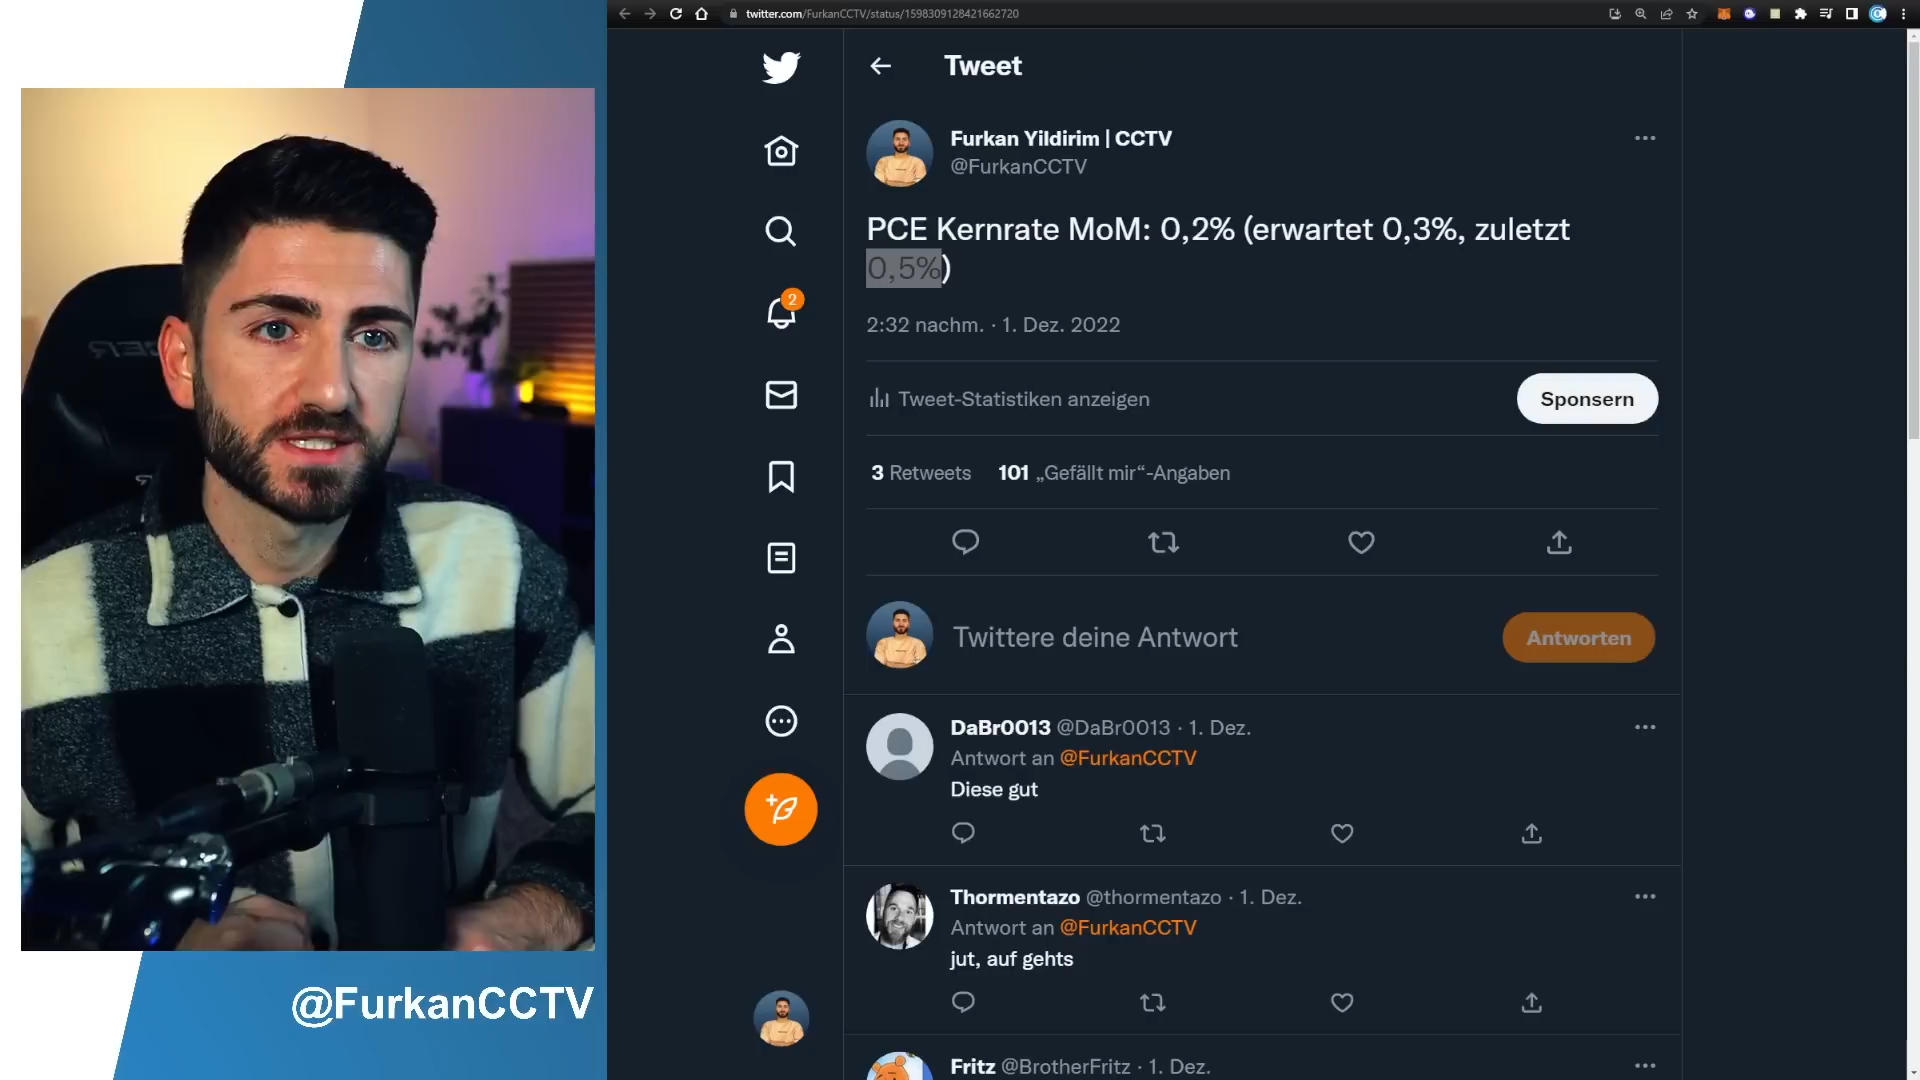 twitter.com/FurkanCCTV/status/1598309128421662720
Tweet
Furkan Yildirim | CCTV
@FurkanCCTV
PCE Kernrate MoM: 0,2% (erwartet 0,3%, zuletzt
0,5%)
2:32 nachm. · 1. Dez. 2022
Tweet-Statistiken anzeigen
Sponsern
3 Retweets 101 „Gefällt mir“-Angaben
Twittere deine Antwort
Antworten
DaBr0013 @DaBr0013 · 1. Dez.
Antwort an @FurkanCCTV
Diese gut
Thormentazo @thormentazo · 1. Dez.
Antwort an @FurkanCCTV
jut, auf gehts
Fritz @BrotherFritz · 1. Dez.
2
@FurkanCCTV